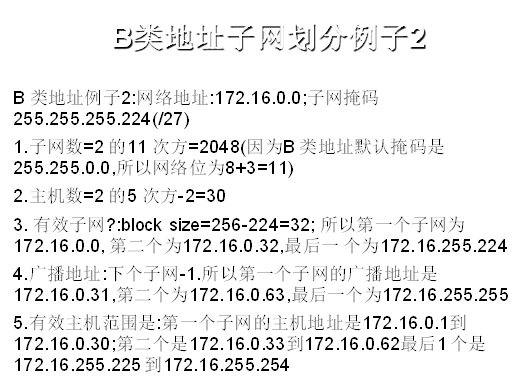 B类地址子网划分例子2
B 类地址例子2:网络地址:172.16.0.0;子网掩码
255.255.255.224(/27)
1.子网数=2 的11 次方=2048(因为B 类地址默认掩码是
255.255.0.0,所以网络位为8+3=11)
2.主机数=2 的5 次方-2=30
3. 有效子网?:block size=256-224=32; 所以第一个子网为
172.16.0.0, 第二个为172.16.0.32,最后一 个为172.16.255.224
4.广播地址:下个子网-1.所以第一个子网的广播地址是
172.16.0.31,第二个为172.16.0.63,最后一个为172.16.255.255
5.有效主机范围是:第一个子网的主机地址是172.16.0.1到
172.16.0.30;第二个是172.16.0.33到172.16.0.62最后1 个是
172.16.255.225 到172.16.255.254